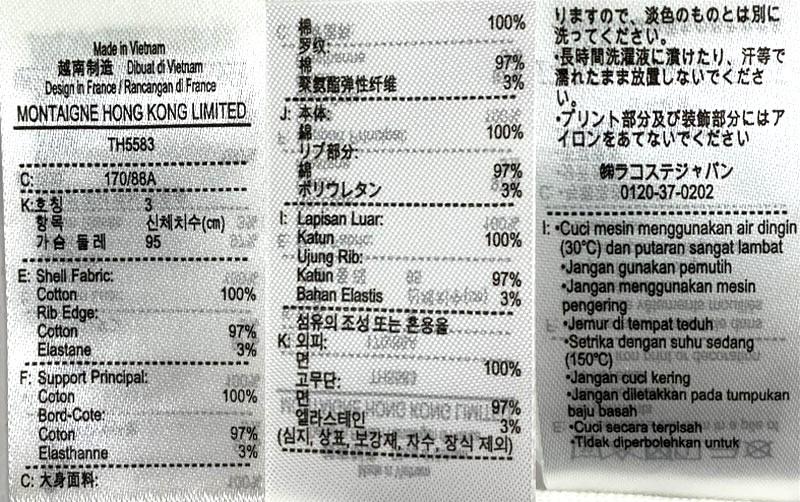 Made in Vietnam
越南制造 Dibuat di Vietnam
Design in France / Rancangan di France
MONTAIGNE HONG KONG LIMITED
TH5583
C: 170/88A
K:호칭 3
항목 신체치수(cm)
가슴 둘레 95
E: Shell Fabric:
Cotton 100%
Rib Edge:
Cotton 97%
Elastane 3%
F: Support Principal:
Coton 100%
Bord-Cote:
Coton 97%
Elasthanne 3%
C: 大身面料:
棉 100%
罗纹:
棉 97%
聚氨酯弹性纤维 3%
J: 本体:
綿 100%
リブ部分:
綿 97%
ポリウレタン 3%
I: Lapisan Luar:
Katun 100%
Ujung Rib:
Katun 97%
Bahan Elastis 3%
섬유의 조성 또는 혼용율
K: 외피:
면 100%
고무단:
면 97%
엘라스테인 3%
(심지, 상표, 보강재, 자수, 장식 제외)
りますので、淡色のものとは別に
洗ってください。
・長時間洗濯液に漬けたり、汗等で
濡れたまま放置しないでくださ
い。
・プリント部分及び装飾部分にはア
イロンをあてないでください
㈱ラコステジャパン
0120-37-0202
I: •Cuci mesin menggunakan air dingin
(30℃) dan putaran sangat lambat
•Jangan gunakan pemutih
•Jangan menggunakan mesin
pengering
•Jemur di tempat teduh
•Setrika dengan suhu sedang
(150℃)
•Jangan cuci kering
•Jangan diletakkan pada tumpukan
baju basah
•Cuci secara terpisah
•Tidak diperbolehkan untuk